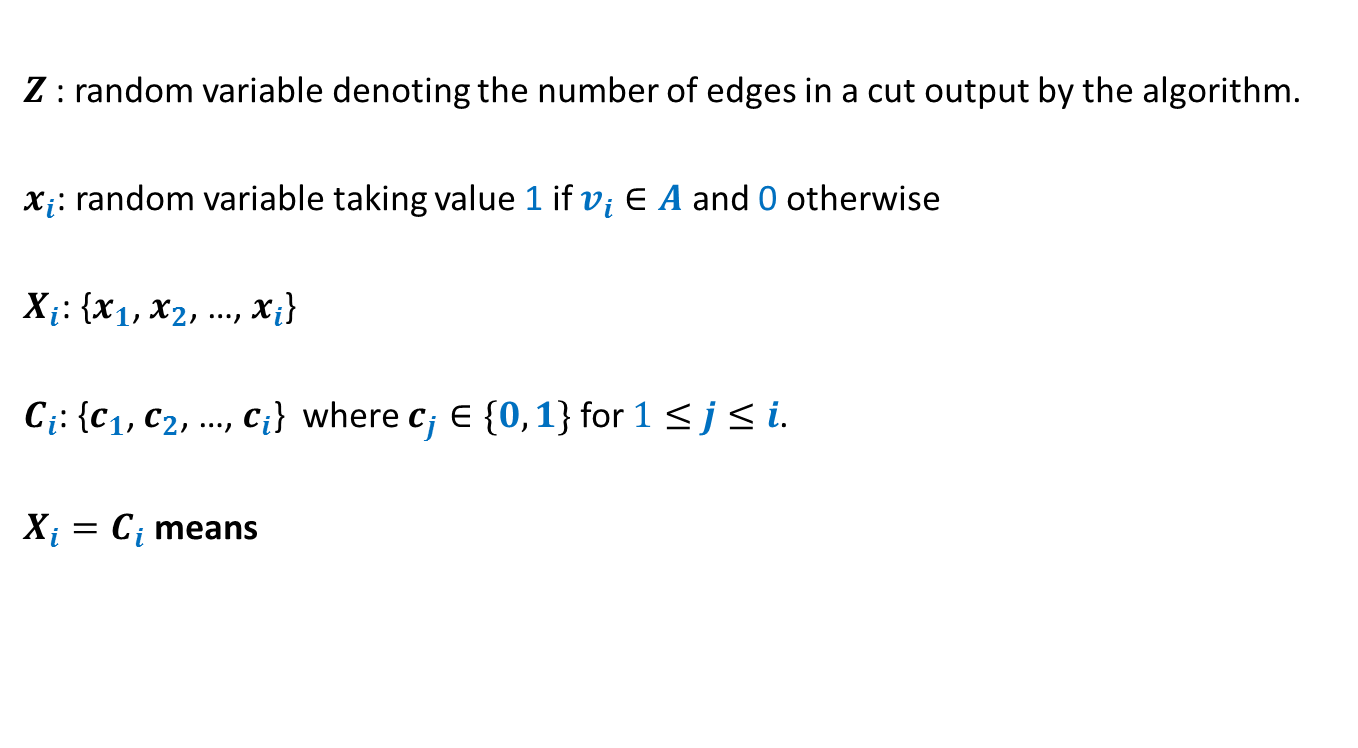 Z : random variable denoting the number of edges in a cut output by the algorithm.
xᵢ: random variable taking value 1 if vᵢ ∈ A and 0 otherwise
Xᵢ: {x₁, x₂, …, xᵢ}
Cᵢ: {c₁, c₂, …, cᵢ} where cⱼ ∈ {0, 1} for 1 ≤ j ≤ i.
Xᵢ = Cᵢ means